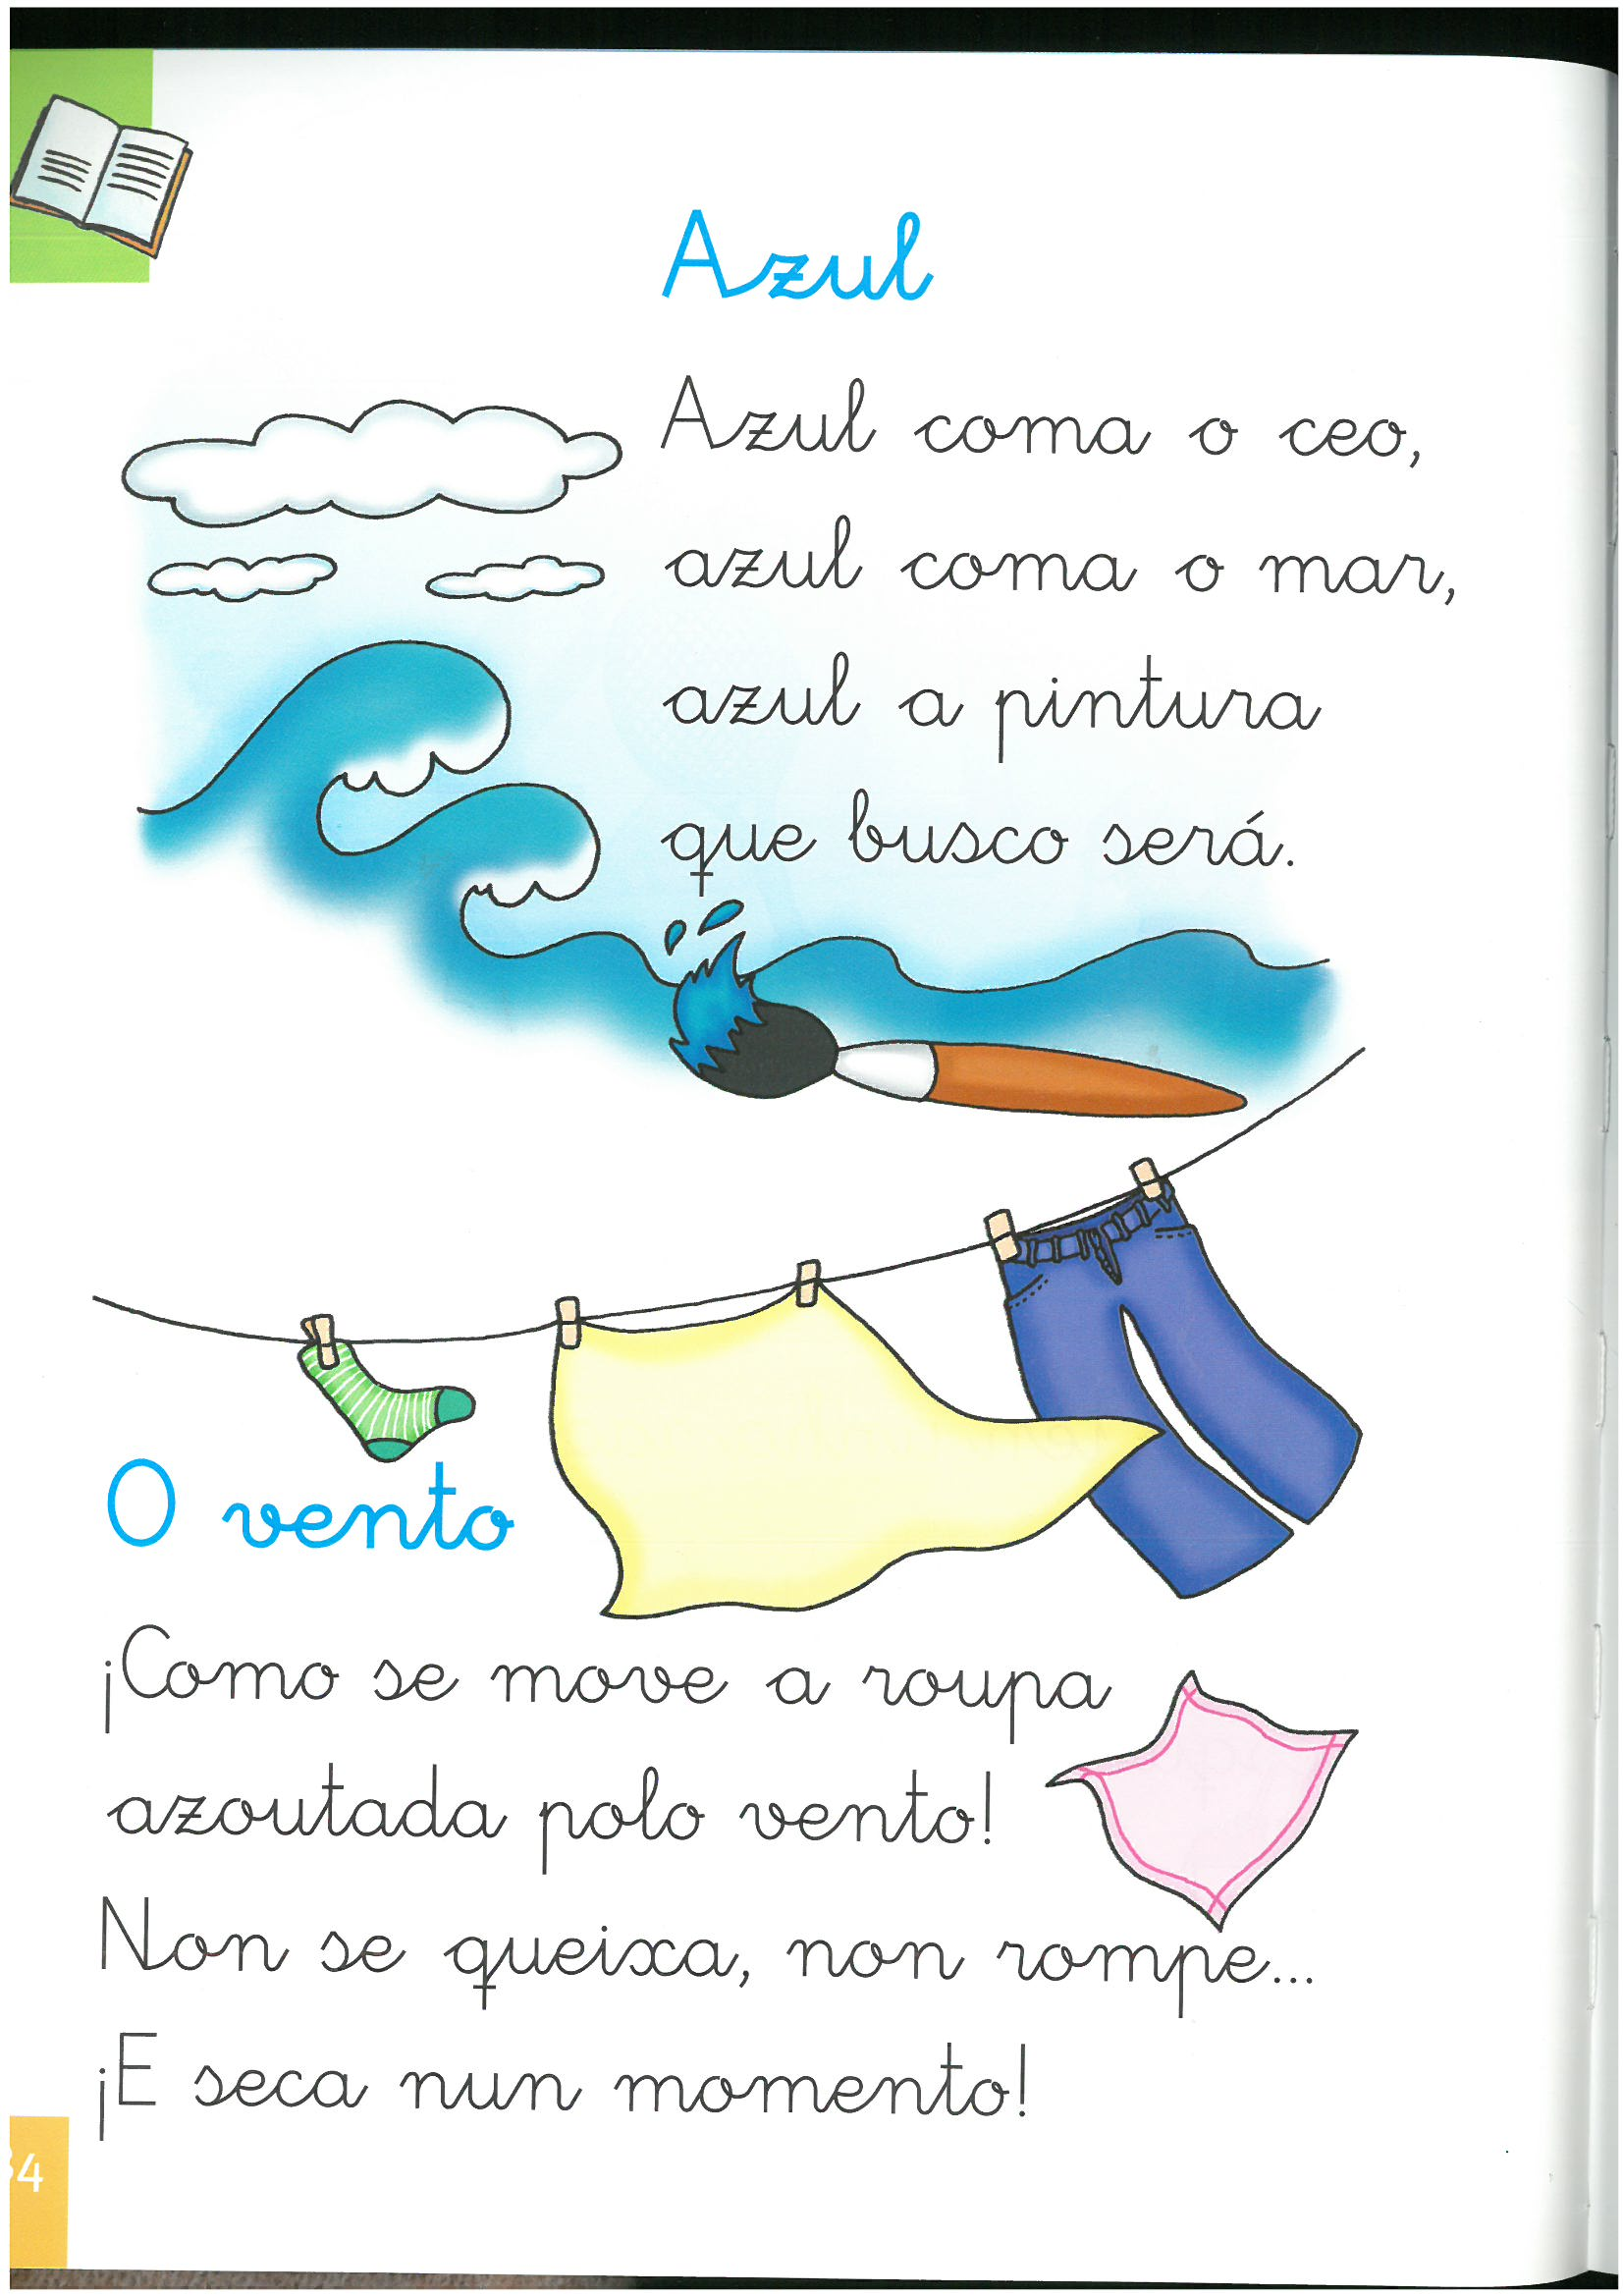 Azul
Azul coma o ceo,
azul coma o mar,
azul a pintura
que busco será.
O vento
¡Como se move a roupa
azoutada polo vento!
Non se queixa, non rompe...
¡E seca nun momento!
34